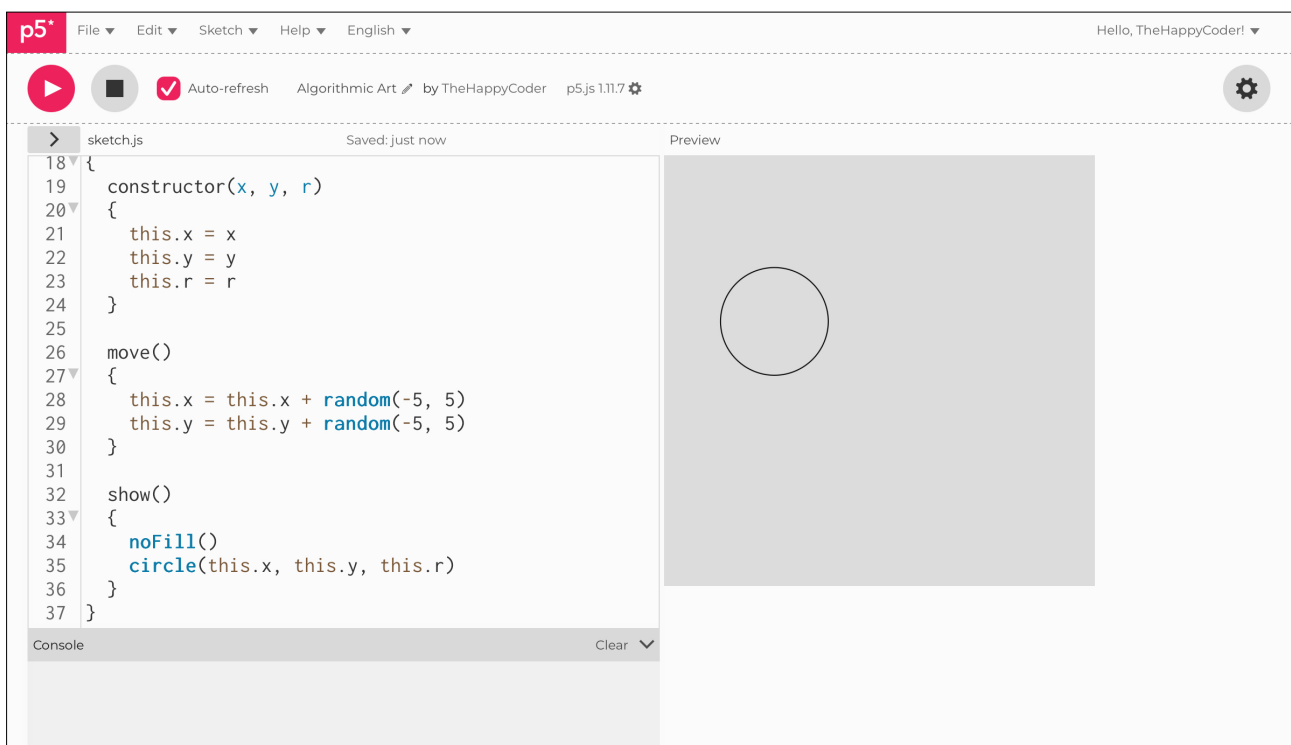 p5* File Edit Sketch Help English Hello, TheHappyCoder!
Auto-refresh Algorithmic Art by TheHappyCoder p5.js 1.11.7
> sketch.js Saved: just now Preview
18 {
19   constructor(x, y, r)
20   {
21     this.x = x
22     this.y = y
23     this.r = r
24   }
25
26   move()
27   {
28     this.x = this.x + random(-5, 5)
29     this.y = this.y + random(-5, 5)
30   }
31
32   show()
33   {
34     noFill()
35     circle(this.x, this.y, this.r)
36   }
37 }
Console Clear